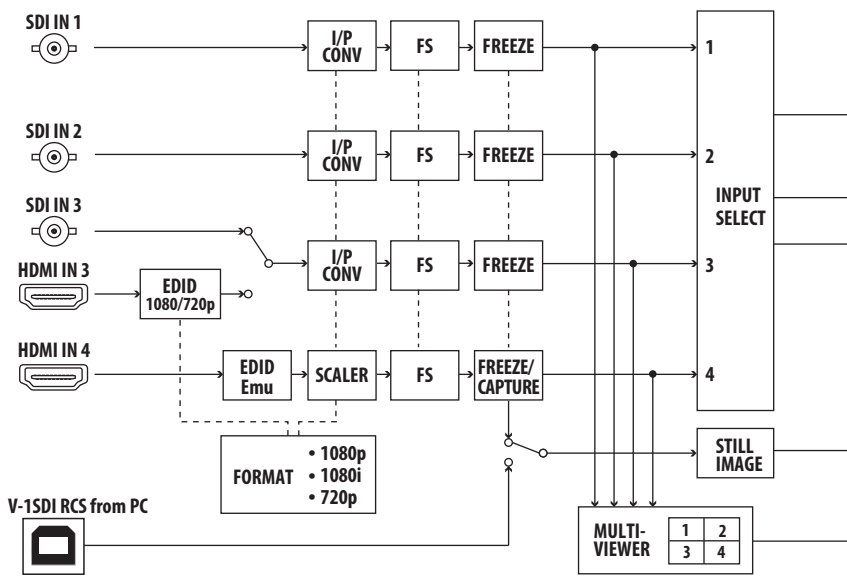 SDI IN 1
I/P
CONV
FS
FREEZE
1
SDI IN 2
I/P
CONV
FS
FREEZE
2
INPUT
SELECT
SDI IN 3
HDMI IN 3
EDID
1080/720p
I/P
CONV
FS
FREEZE
3
HDMI IN 4
EDID
Emu
SCALER
FS
FREEZE/
CAPTURE
4
FORMAT
• 1080p
• 1080i
• 720p
STILL
IMAGE
V-1SDI RCS from PC
MULTI-
VIEWER
1 2
3 4